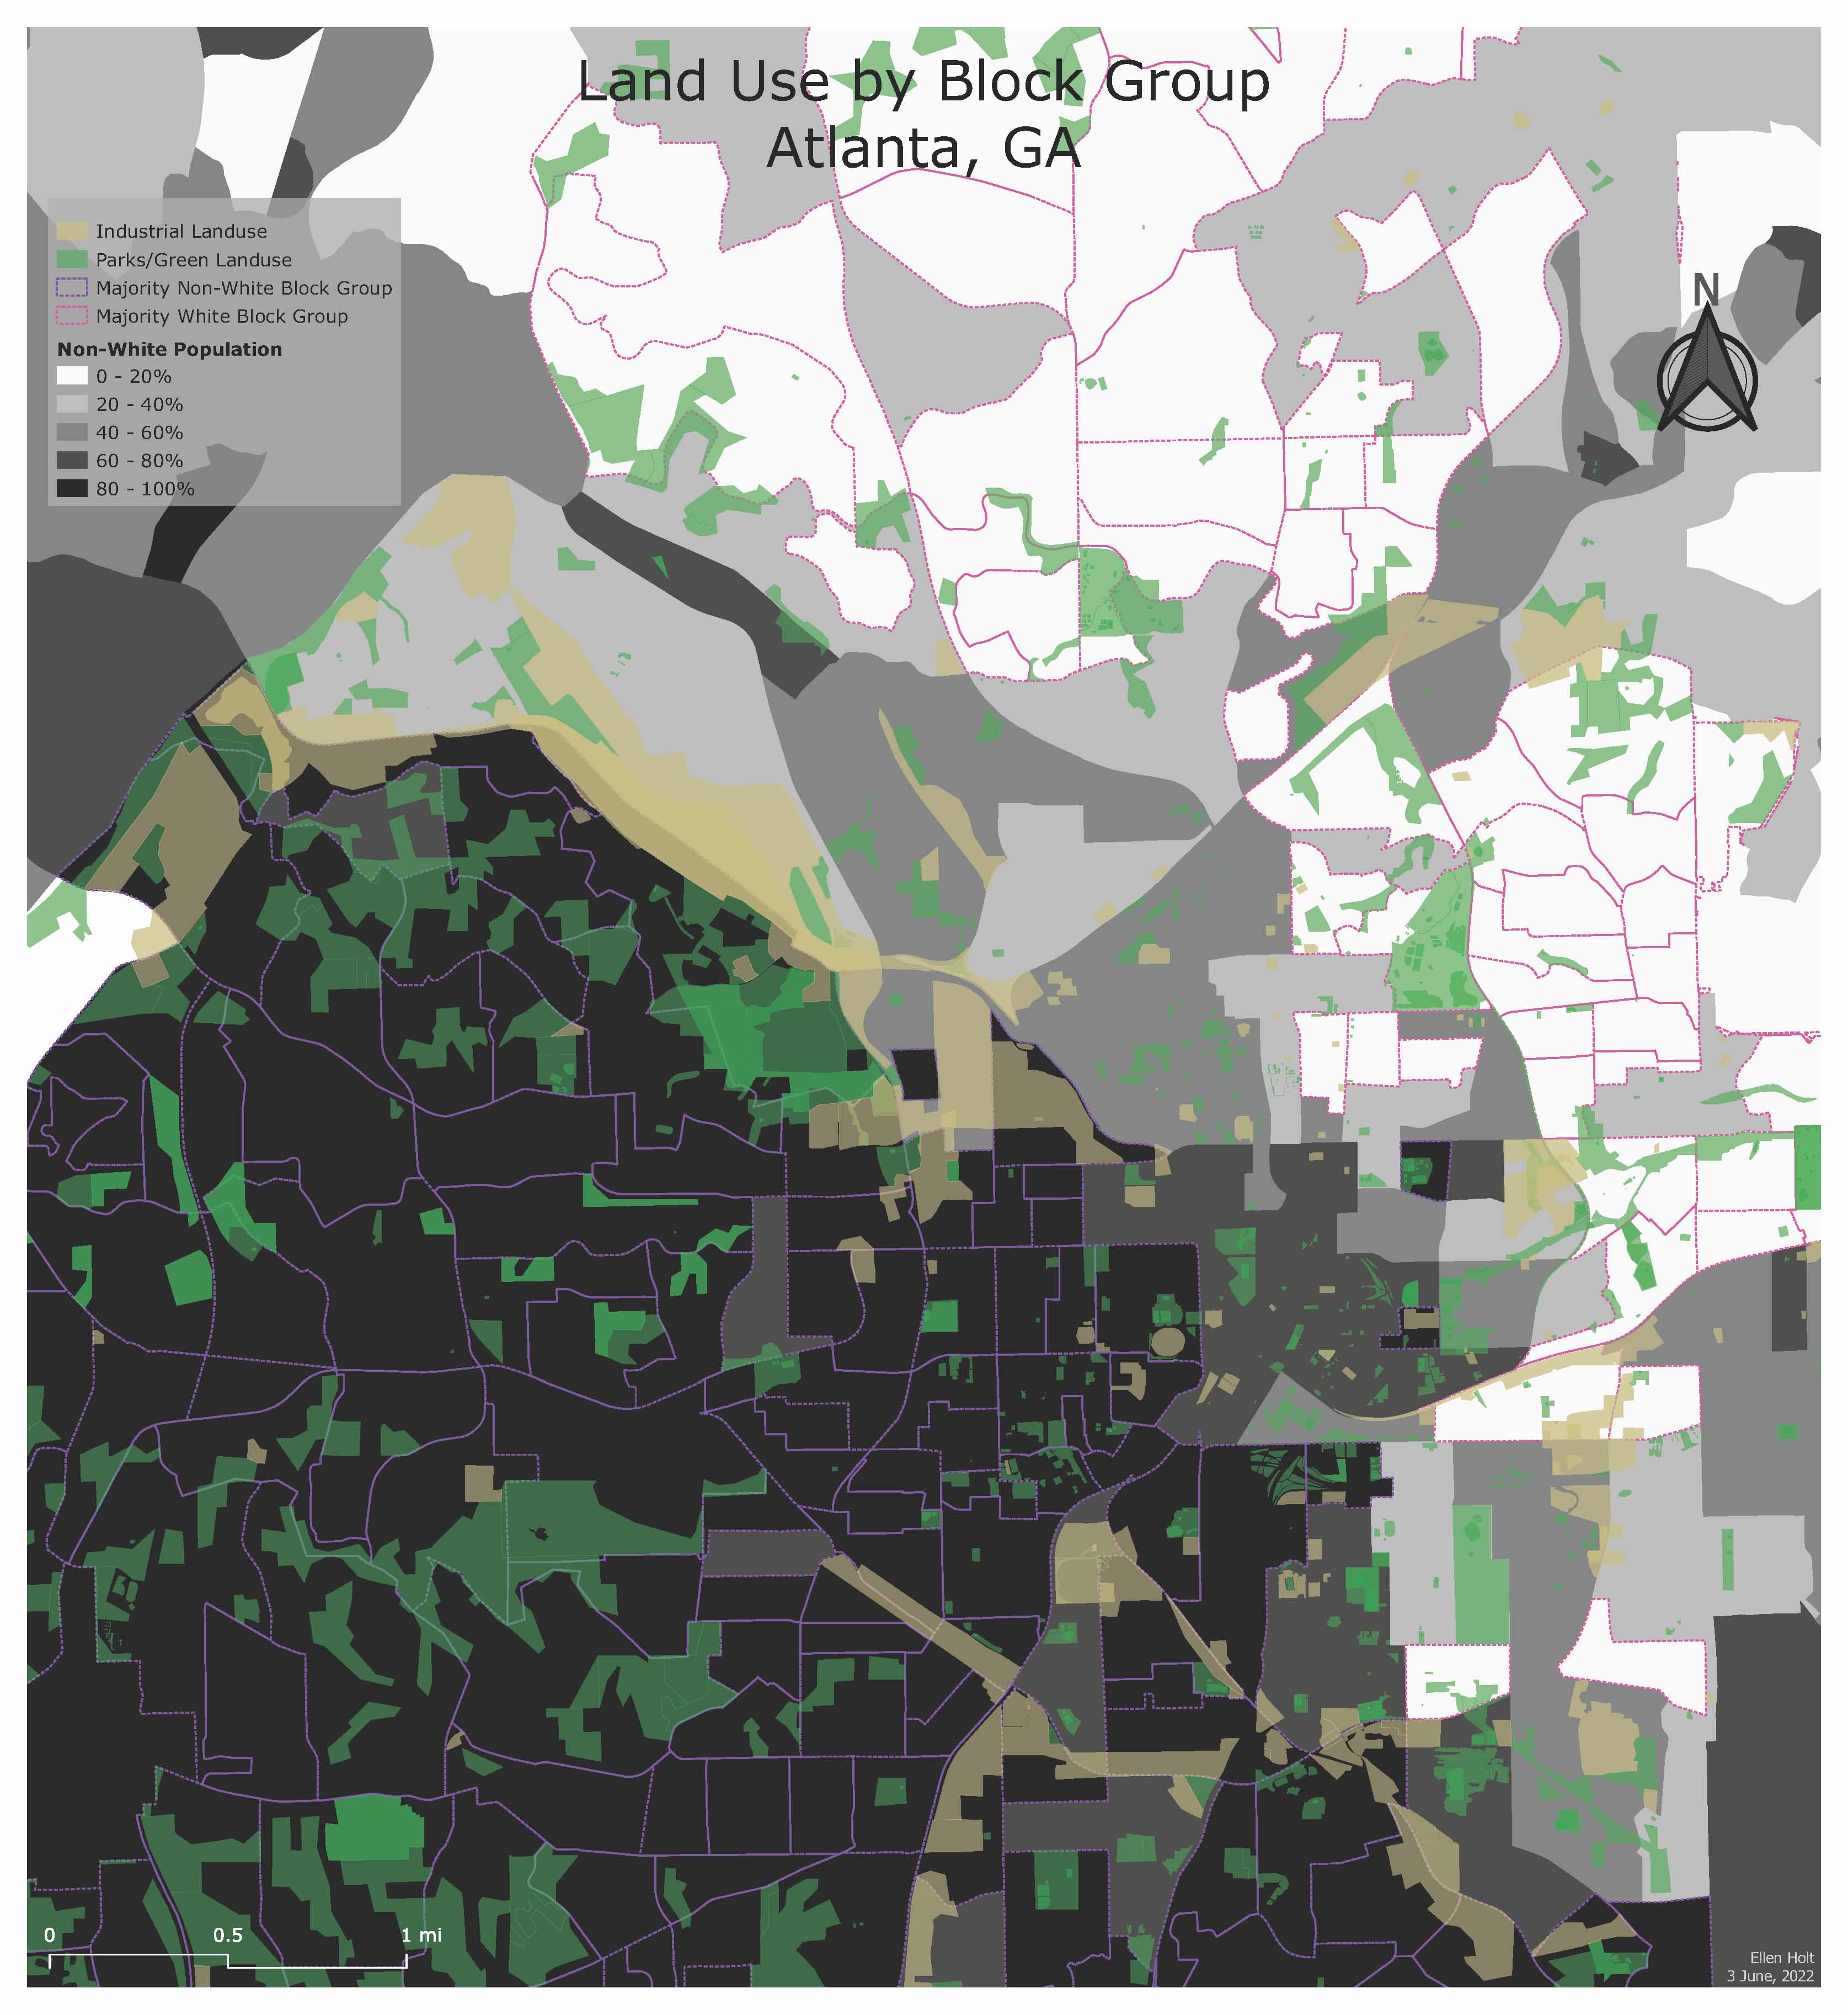 Land Use by Block Group
Atlanta, GA
Industrial Landuse
Parks/Green Landuse
Majority Non-White Block Group
Majority White Block Group
Non-White Population
0 - 20%
20 - 40%
40 - 60%
60 - 80%
80 - 100%
N
0 0.5 1 mi
Ellen Holt
3 June, 2022